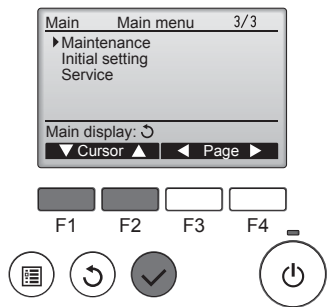 Main Main menu 3/3
Maintenance
Initial setting
Service
Main display:
Cursor Page
F1 F2 F3 F4